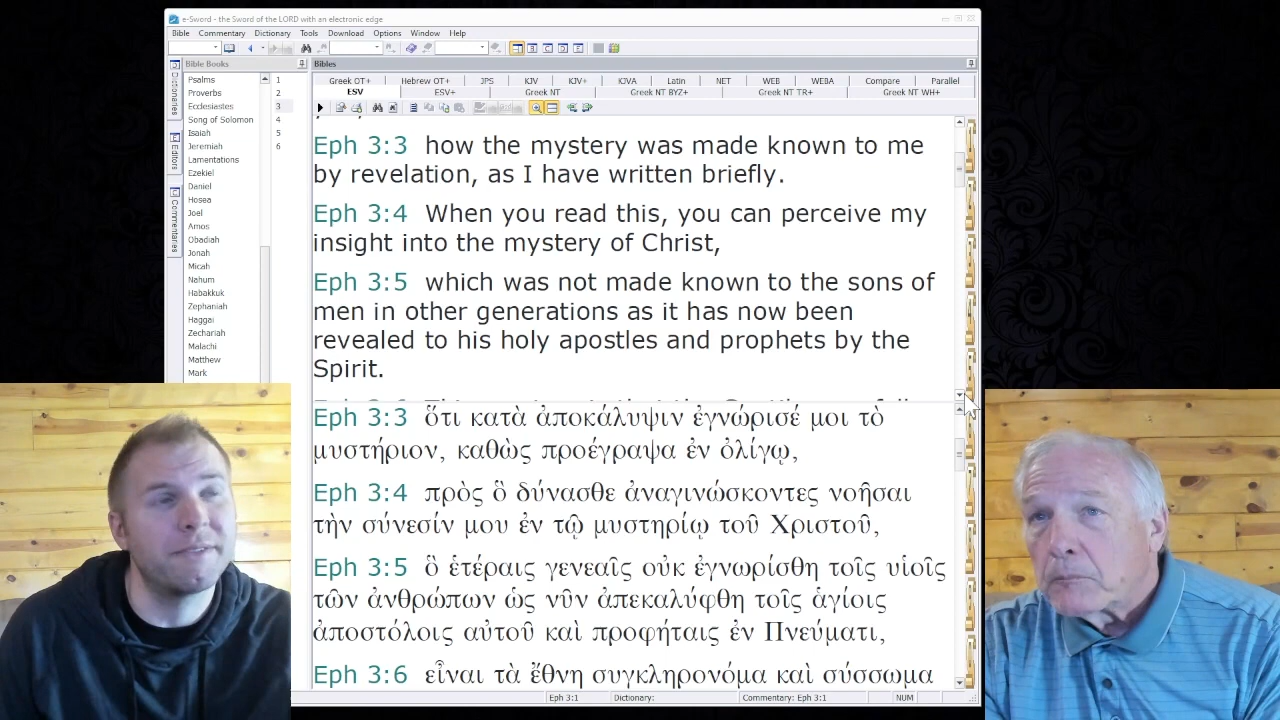 e-Sword - the Sword of the LORD with an electronic edge
Bible Commentary Dictionary Tools Download Options Window Help
Bible Books
Bibles
Dictionaries
Editors
Commentaries
Psalms
Proverbs
Ecclesiastes
Song of Solomon
Isaiah
Jeremiah
Lamentations
Ezekiel
Daniel
Hosea
Joel
Amos
Obadiah
Jonah
Micah
Nahum
Habakkuk
Zephaniah
Haggai
Zechariah
Malachi
Matthew
Mark
1
2
3
4
5
6
Greek OT+ Hebrew OT+ JPS KJV KJV+ KJVA Latin NET WEB WEBA Compare Parallel
ESV ESV+ Greek NT Greek NT BYZ+ Greek NT TR+ Greek NT WH+
Eph 3:3 how the mystery was made known to me
by revelation, as I have written briefly.
Eph 3:4 When you read this, you can perceive my
insight into the mystery of Christ,
Eph 3:5 which was not made known to the sons of
men in other generations as it has now been
revealed to his holy apostles and prophets by the
Spirit.
Eph 3:3 ὅτι κατὰ ἀποκάλυψιν ἐγνώρισέ μοι τὸ
μυστήριον, καθὼς προέγραψα ἐν ὀλίγῳ,
Eph 3:4 πρὸς ὃ δύνασθε ἀναγινώσκοντες νοῆσαι
τὴν σύνεσίν μου ἐν τῷ μυστηρίῳ τοῦ Χριστοῦ,
Eph 3:5 ὃ ἑτέραις γενεαῖς οὐκ ἐγνωρίσθη τοῖς υἱοῖς
τῶν ἀνθρώπων ὡς νῦν ἀπεκαλύφθη τοῖς ἁγίοις
ἀποστόλοις αὐτοῦ καὶ προφήταις ἐν Πνεύματι,
Eph 3:6 εἶναι τὰ ἔθνη συγκληρονόμα καὶ σύσσωμα
Eph 3:1 Dictionary: Commentary: Eph 3:1 NUM